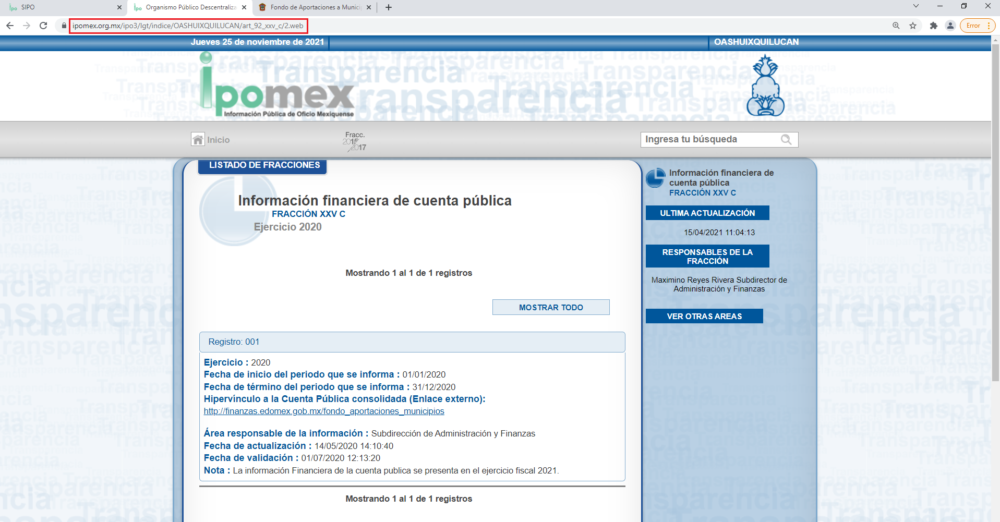 SIPO
Organismo Público Descentraliza
Fondo de Aportaciones a Munici
ipomex.org.mx/ipo3/lgt/indice/OASHUIXQUILUCAN/art_92_xxv_c/2.web
Error
Jueves 25 de noviembre de 2021
OASHUIXQUILUCAN
Transparencia
ipomex
Información Pública de Oficio Mexiquense
Inicio
Fracc.
2015
2017
Ingresa tu búsqueda
LISTADO DE FRACCIONES
Información financiera de cuenta pública
FRACCIÓN XXV C
Ejercicio 2020
Mostrando 1 al 1 de 1 registros
MOSTRAR TODO
Registro: 001
Ejercicio : 2020
Fecha de inicio del periodo que se informa : 01/01/2020
Fecha de término del periodo que se informa : 31/12/2020
Hipervínculo a la Cuenta Pública consolidada (Enlace externo):
http://finanzas.edomex.gob.mx/fondo_aportaciones_municipios
Área responsable de la información : Subdirección de Administración y Finanzas
Fecha de actualización : 14/05/2020 14:10:40
Fecha de validación : 01/07/2020 12:13:20
Nota : La información Financiera de la cuenta publica se presenta en el ejercicio fiscal 2021.
Mostrando 1 al 1 de 1 registros
Información financiera de
cuenta pública
FRACCIÓN XXV C
ULTIMA ACTUALIZACIÓN
15/04/2021 11:04:13
RESPONSABLES DE LA
FRACCIÓN
Maximino Reyes Rivera Subdirector de
Administración y Finanzas
VER OTRAS AREAS